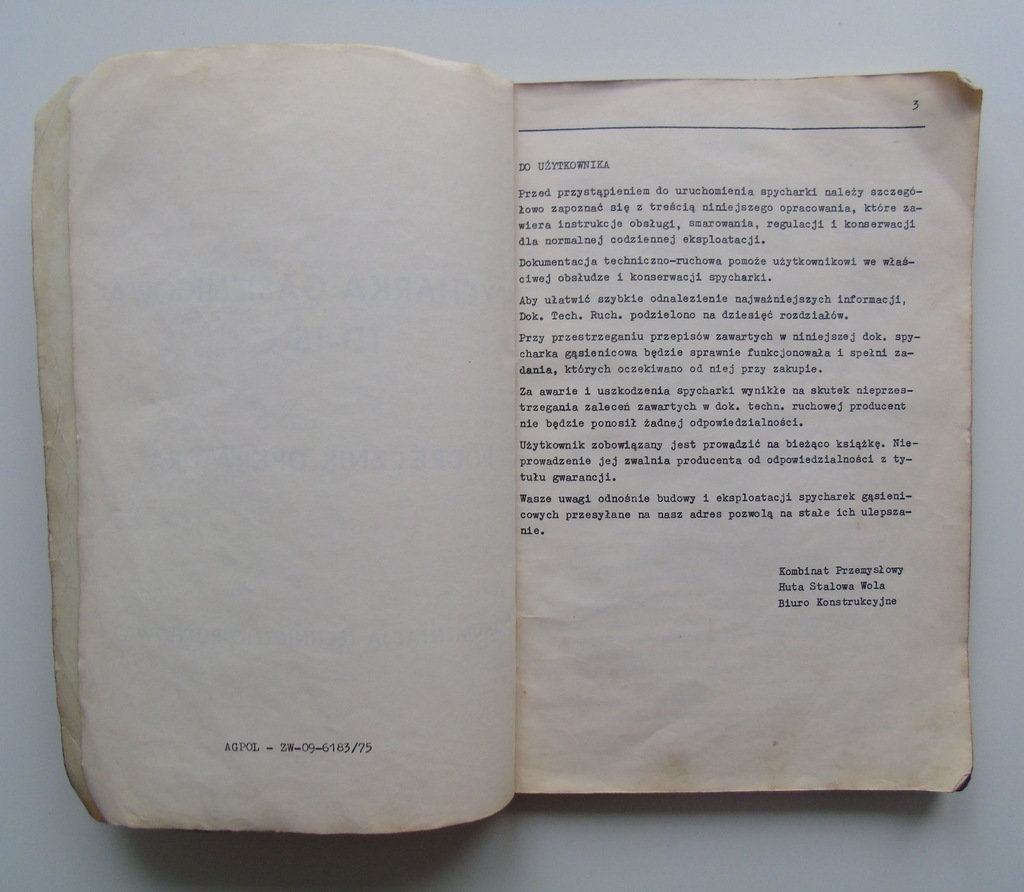 AGPOL - ZW-09-6183/75
3
DO UŻYTKOWNIKA
Przed przystąpieniem do uruchomienia spycharki należy szczegó-
łowo zapoznać się z treścią niniejszego opracowania, które za-
wiera instrukcje obsługi, smarowania, regulacji i konserwacji
dla normalnej codziennej eksploatacji.
Dokumentacja techniczno-ruchowa pomoże użytkownikowi we właś-
ciwej obsłudze i konserwacji spycharki.
Aby ułatwić szybkie odnalezienie najważniejszych informacji,
Dok. Tech. Ruch. podzielono na dziesięć rozdziałów.
Przy przestrzeganiu przepisów zawartych w niniejszej dok. spy-
charka gąsienicowa będzie sprawnie funkcjonowała i spełni za-
dania, których oczekiwano od niej przy zakupie.
Za awarie i uszkodzenia spycharki wynikłe na skutek nieprzes-
trzegania zaleceń zawartych w dok. techn. ruchowej producent
nie będzie ponosił żadnej odpowiedzialności.
Użytkownik zobowiązany jest prowadzić na bieżąco książkę. Nie-
prowadzenie jej zwalnia producenta od odpowiedzialności z ty-
tułu gwarancji.
Wasze uwagi odnośnie budowy i eksploatacji spycharek gąsieni-
cowych przesyłane na nasz adres pozwolą na stałe ich ulepsza-
nie.
Kombinat Przemysłowy
Huta Stalowa Wola
Biuro Konstrukcyjne